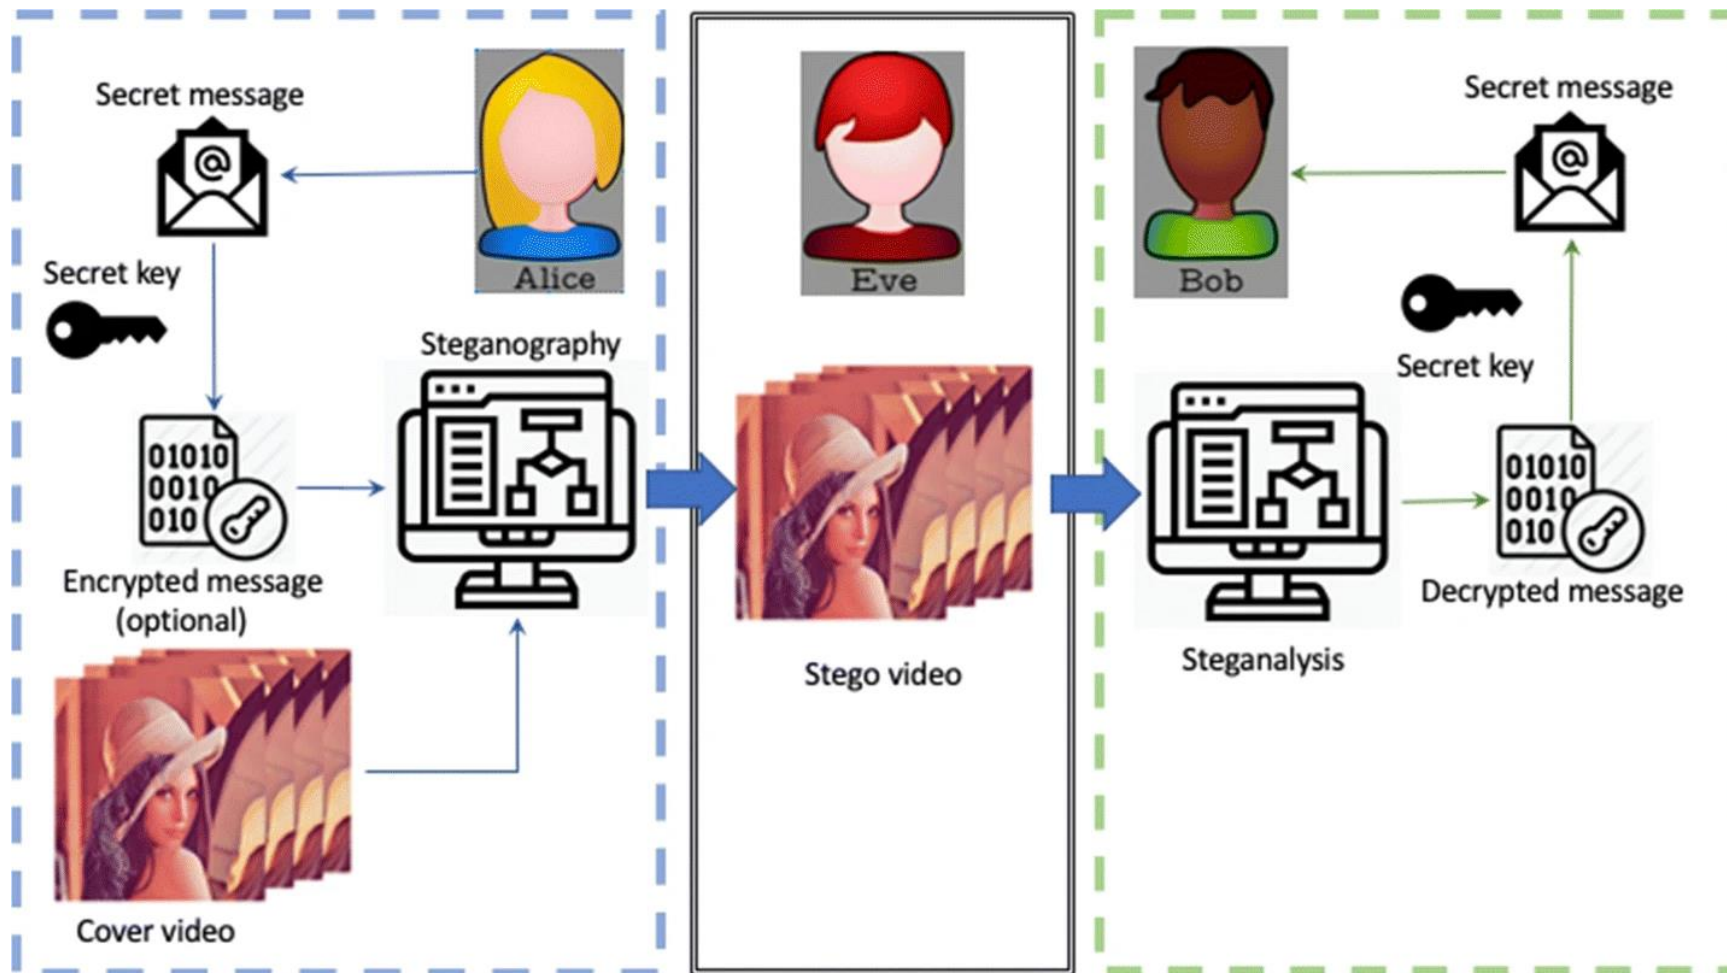 Secret message
Alice
Secret key
Steganography
01010
0010
010
Encrypted message
(optional)
Cover video
Eve
Stego video
Secret message
Bob
Secret key
01010
0010
010
Decrypted message
Steganalysis